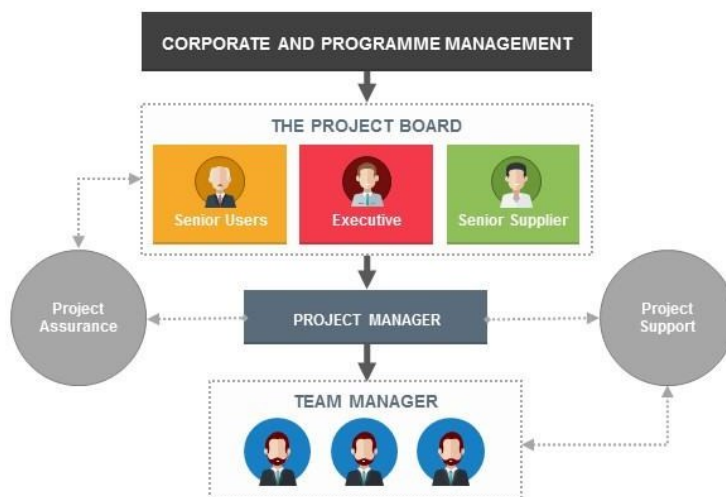 CORPORATE AND PROGRAMME MANAGEMENT
THE PROJECT BOARD
Senior Users
Executive
Senior Supplier
Project
Assurance
PROJECT MANAGER
Project
Support
TEAM MANAGER